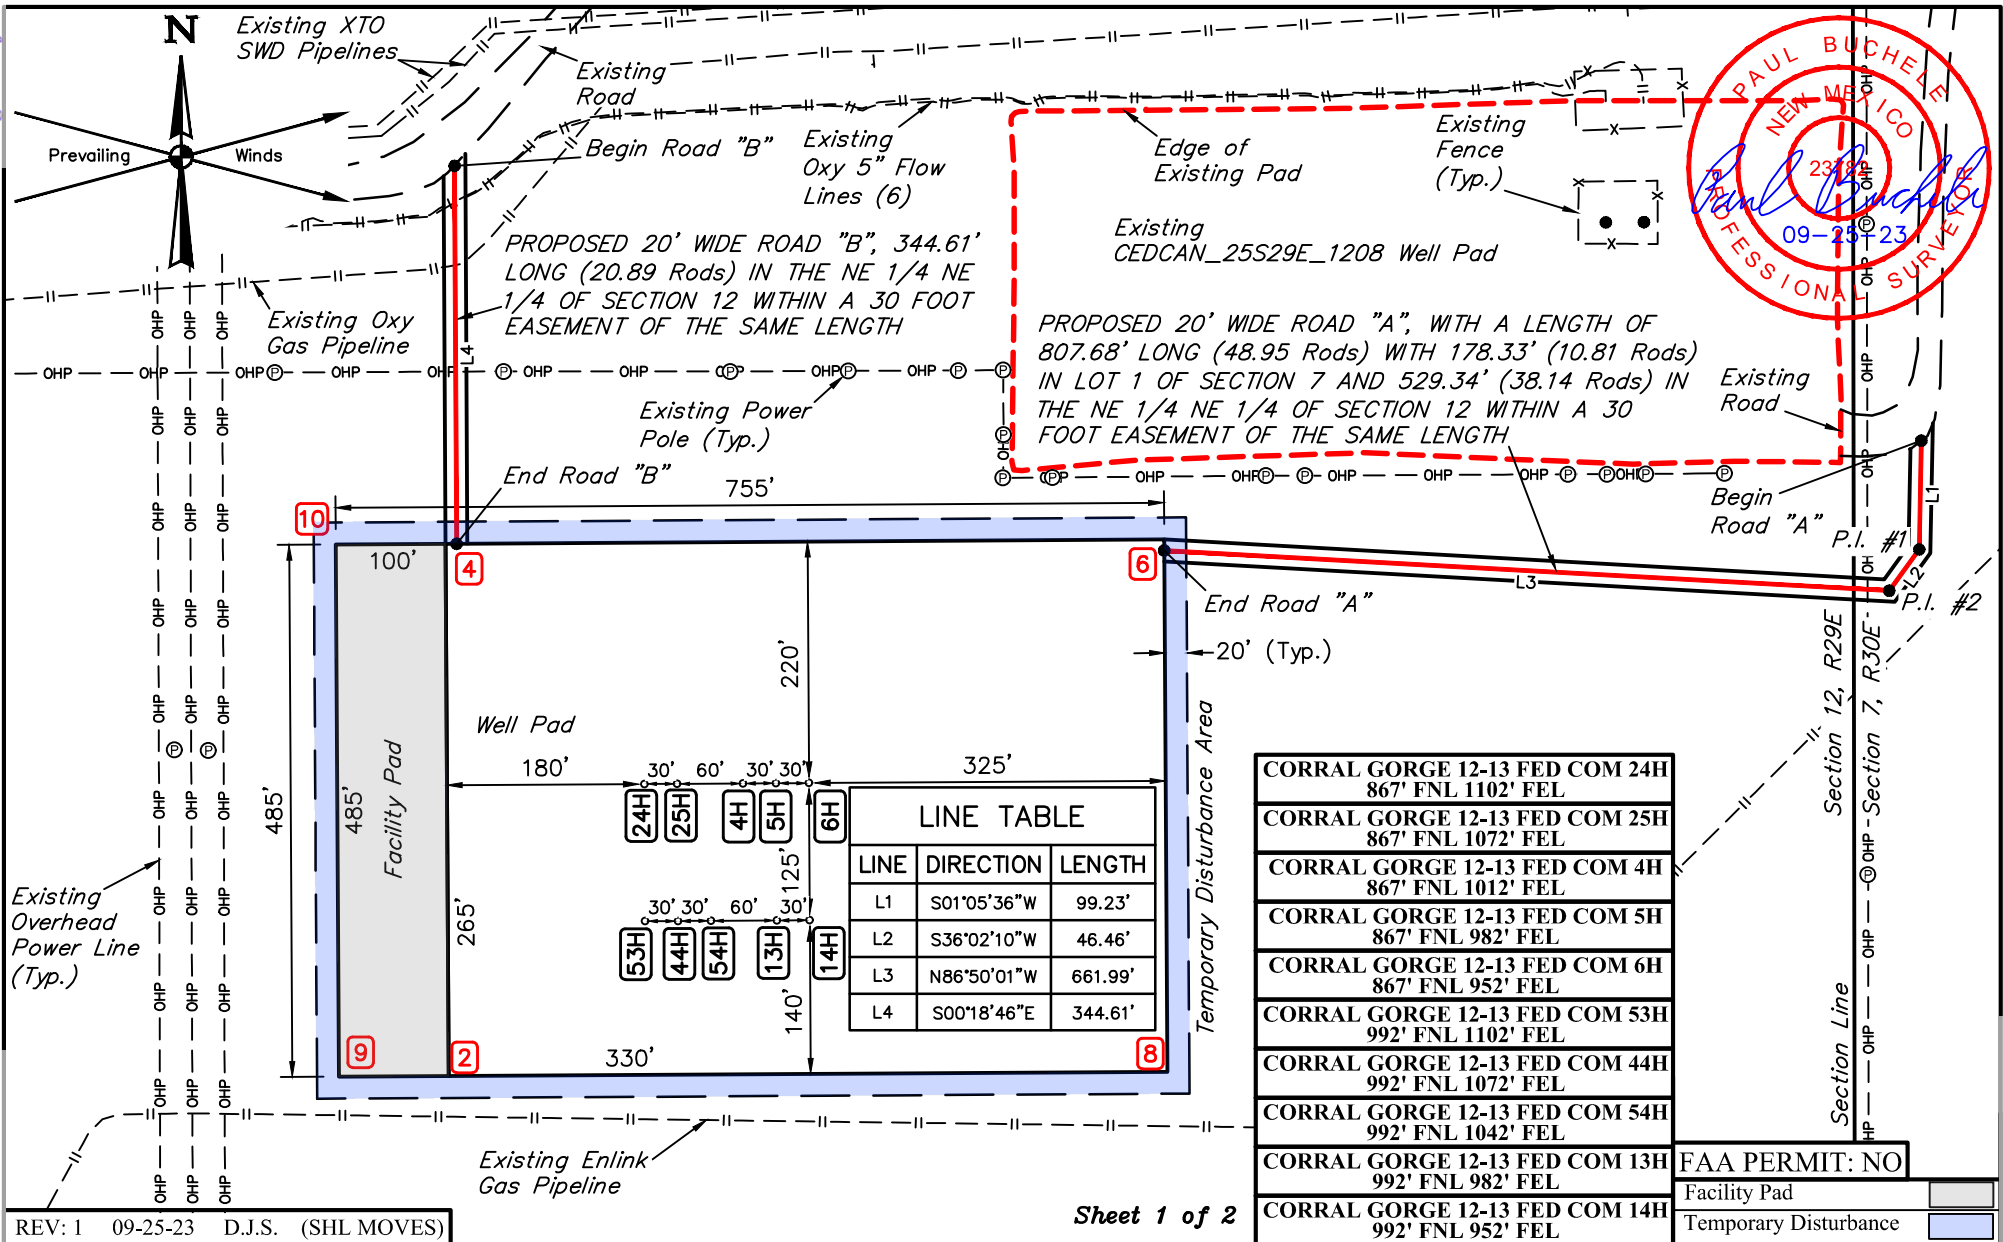 N
Prevailing Winds
Existing XTO
SWD Pipelines
Existing
Road
Begin Road "B"
Existing
Oxy 5" Flow
Lines (6)
Edge of
Existing Pad
Existing
Fence
(Typ.)
Existing
CEDCAN_25S29E_1208 Well Pad
PAUL BUCHELE
NEW MEXICO
PROFESSIONAL SURVEYOR
09-25-23
PROPOSED 20' WIDE ROAD "B", 344.61'
LONG (20.89 Rods) IN THE NE 1/4 NE
1/4 OF SECTION 12 WITHIN A 30 FOOT
EASEMENT OF THE SAME LENGTH
L4
Existing Oxy
Gas Pipeline
PROPOSED 20' WIDE ROAD "A", WITH A LENGTH OF
807.68' LONG (48.95 Rods) WITH 178.33' (10.81 Rods)
IN LOT 1 OF SECTION 7 AND 529.34' (38.14 Rods) IN
THE NE 1/4 NE 1/4 OF SECTION 12 WITHIN A 30
FOOT EASEMENT OF THE SAME LENGTH
Existing
Road
OHP OHP OHP OHP OHP OHP OHP OHP OHP
Existing Power
Pole (Typ.)
End Road "B"
755'
OHP OHP OHP OHP OHP
Begin
Road "A"
L1
P.I. #1
L2
P.I. #2
L3
End Road "A"
10
4
6
100'
20' (Typ.)
220'
Well Pad
Facility Pad
485'
485'
265'
180'
30' 60' 30' 30'
325'
24H 25H 4H 5H 6H
125'
30' 30' 60' 30'
53H 44H 54H 13H 14H
140'
330'
9
2
8
Temporary Disturbance Area
LINE TABLE
LINE DIRECTION LENGTH
L1 S01°05'36"W 99.23'
L2 S36°02'10"W 46.46'
L3 N86°50'01"W 661.99'
L4 S00°18'46"E 344.61'
Existing
Overhead
Power Line
(Typ.)
Existing Enlink
Gas Pipeline
Section 12, R29E
Section 7, R30E
Section Line
CORRAL GORGE 12-13 FED COM 24H
867' FNL 1102' FEL
CORRAL GORGE 12-13 FED COM 25H
867' FNL 1072' FEL
CORRAL GORGE 12-13 FED COM 4H
867' FNL 1012' FEL
CORRAL GORGE 12-13 FED COM 5H
867' FNL 982' FEL
CORRAL GORGE 12-13 FED COM 6H
867' FNL 952' FEL
CORRAL GORGE 12-13 FED COM 53H
992' FNL 1102' FEL
CORRAL GORGE 12-13 FED COM 44H
992' FNL 1072' FEL
CORRAL GORGE 12-13 FED COM 54H
992' FNL 1042' FEL
CORRAL GORGE 12-13 FED COM 13H
992' FNL 982' FEL
CORRAL GORGE 12-13 FED COM 14H
992' FNL 952' FEL
FAA PERMIT: NO
Facility Pad
Temporary Disturbance
Sheet 1 of 2
REV: 1 09-25-23 D.J.S. (SHL MOVES)